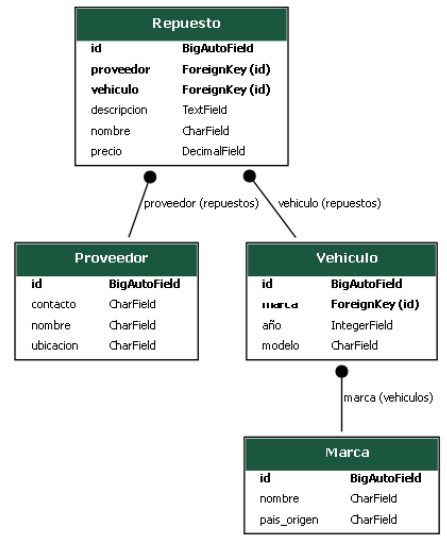 Repuesto
id BigAutoField
proveedor ForeignKey (id)
vehiculo ForeignKey (id)
descripcion TextField
nombre CharField
precio DecimalField
proveedor (repuestos) vehiculo (repuestos)
Proveedor
id BigAutoField
contacto CharField
nombre CharField
ubicacion CharField
Vehiculo
id BigAutoField
marca ForeignKey (id)
año IntegerField
modelo CharField
marca (vehiculos)
Marca
id BigAutoField
nombre CharField
pais_origen CharField